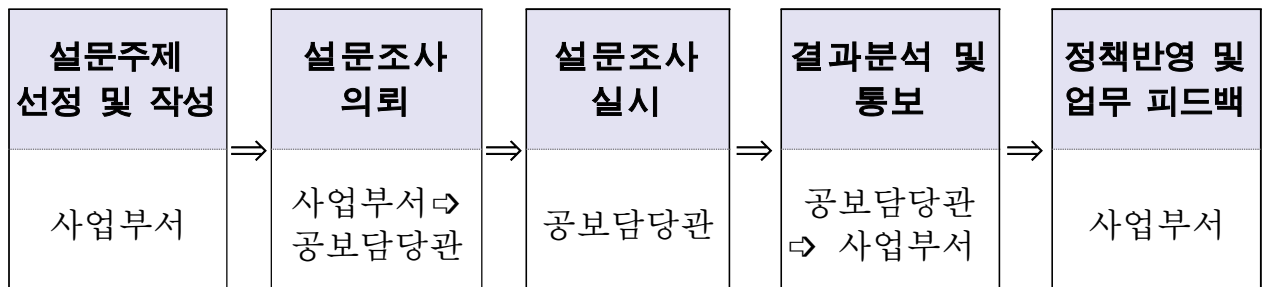 설문주제
선정 및 작성
사업부서
⇒
설문조사
의뢰
사업부서➩
공보담당관
⇒
설문조사
실시
공보담당관
⇒
결과분석 및
통보
공보담당관
➩ 사업부서
⇒
정책반영 및
업무 피드백
사업부서